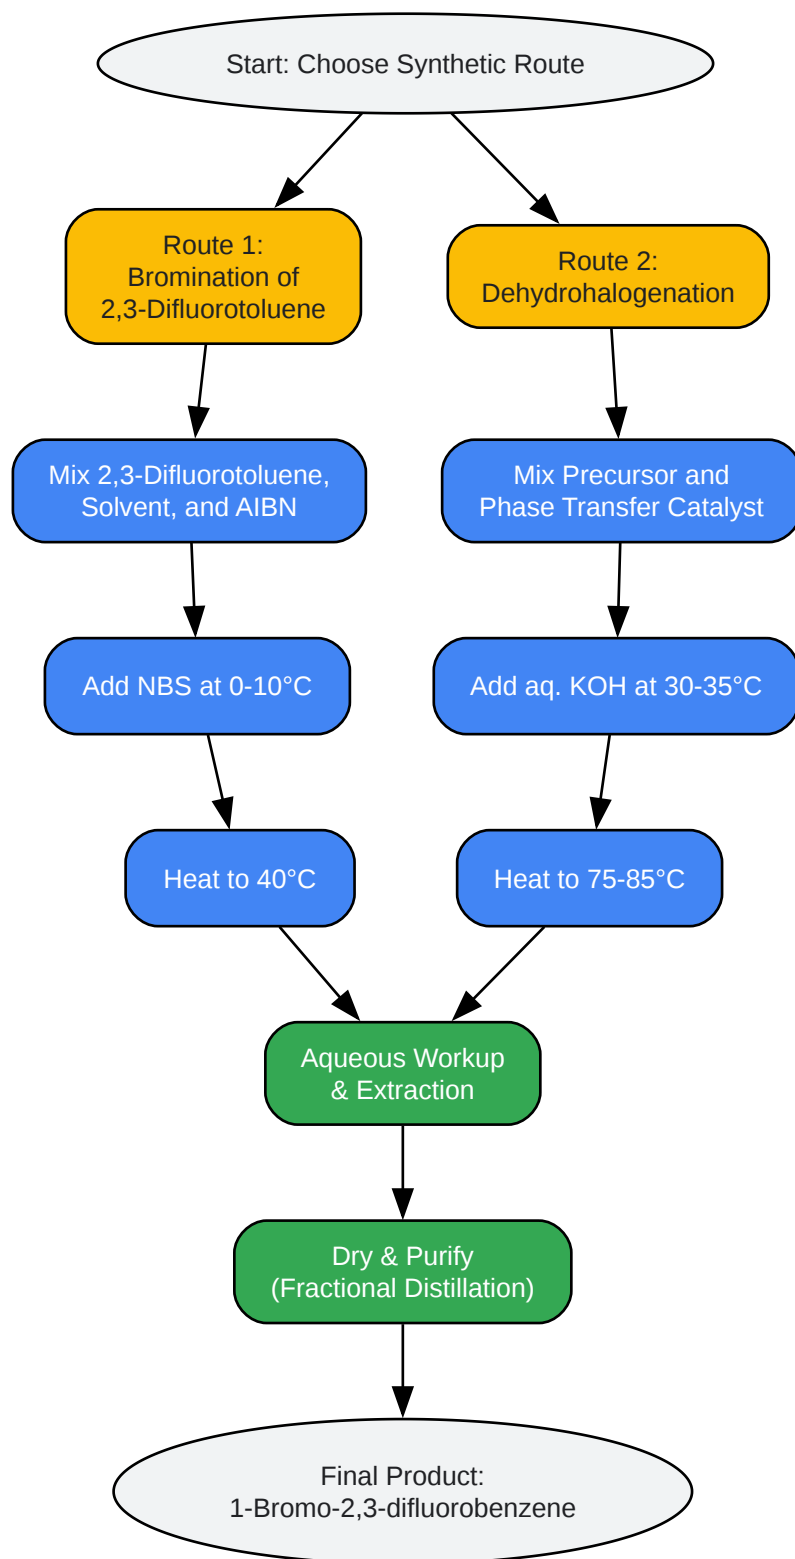 Start: Choose Synthetic Route
Route 1:
Bromination of
2,3-Difluorotoluene
Route 2:
Dehydrohalogenation
Mix 2,3-Difluorotoluene,
Solvent, and AIBN
Mix Precursor and
Phase Transfer Catalyst
Add NBS at 0-10°C
Add aq. KOH at 30-35°C
Heat to 40°C
Heat to 75-85°C
Aqueous Workup
& Extraction
Dry & Purify
(Fractional Distillation)
Final Product:
1-Bromo-2,3-difluorobenzene